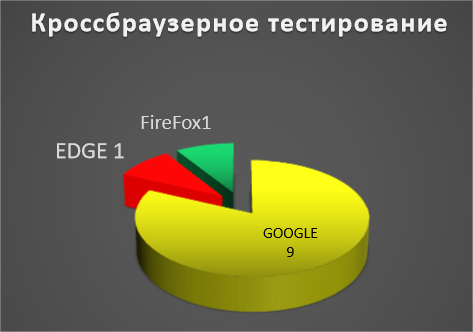 Кроссбраузерное тестирование
FireFox1
EDGE 1
GOOGLE
9